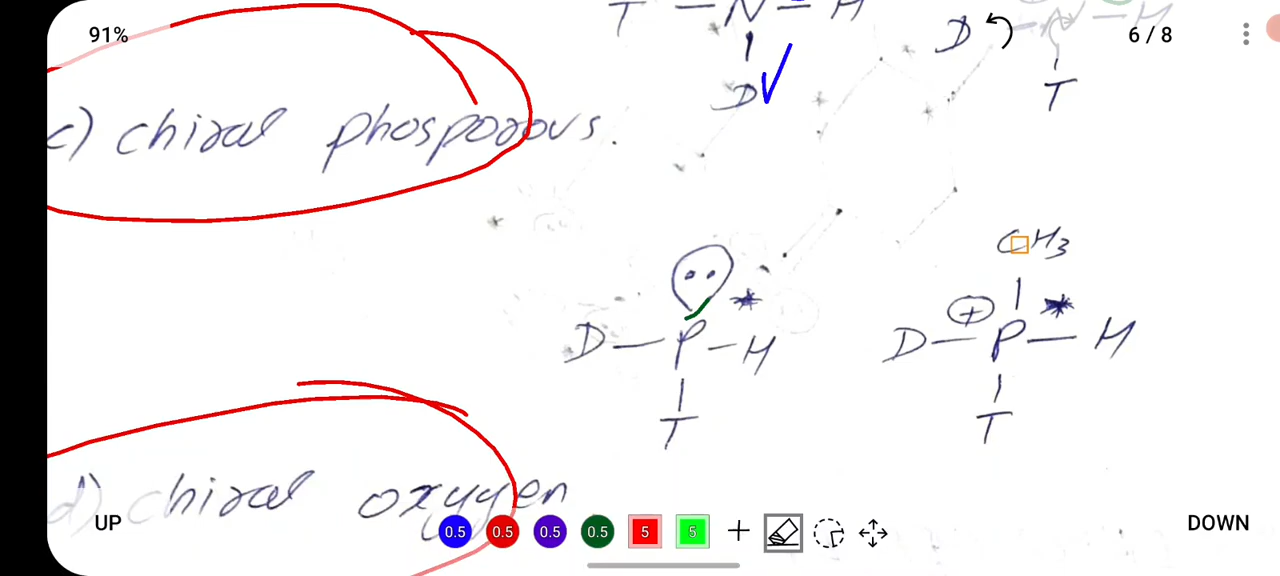 91%
6 / 8
T - N - H
D
D N - H
T
c) chiral phosporous.
CH3
D - P - H
T
D - P - H
T
+
d) chiral oxygen
UP
0.5 0.5 0.5 0.5 5 5
DOWN